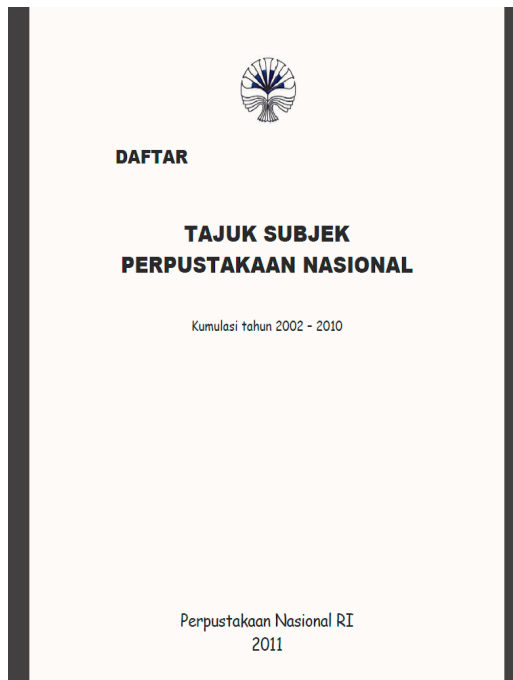 DAFTAR
TAJUK SUBJEK
PERPUSTAKAAN NASIONAL
Kumulasi tahun 2002 – 2010
Perpustakaan Nasional RI
2011